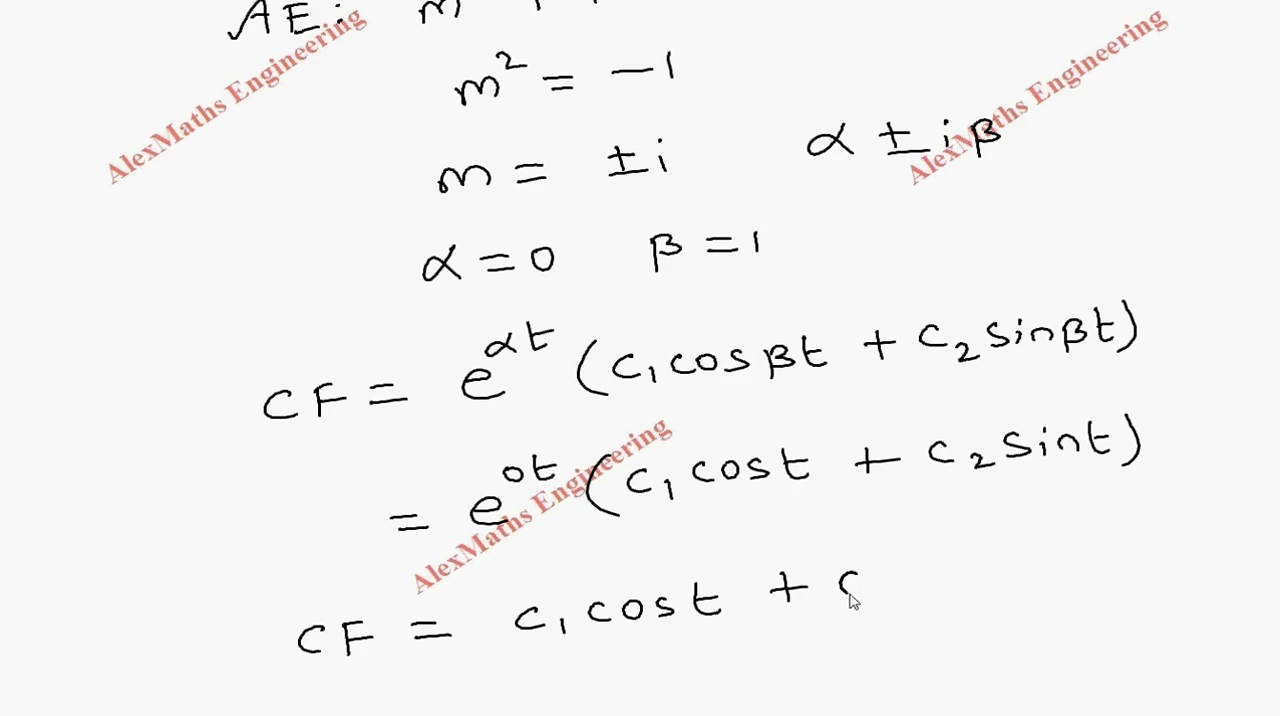 AE: m
m² = -1
m = ±i α ± iβ
α = 0 β = 1
CF = e^αt (c₁cosβt + c₂sinβt)
= e^0t (c₁cost + c₂sint)
CF = c₁cost +
AlexMaths Engineering
AlexMaths Engineering
AlexMaths Engineering